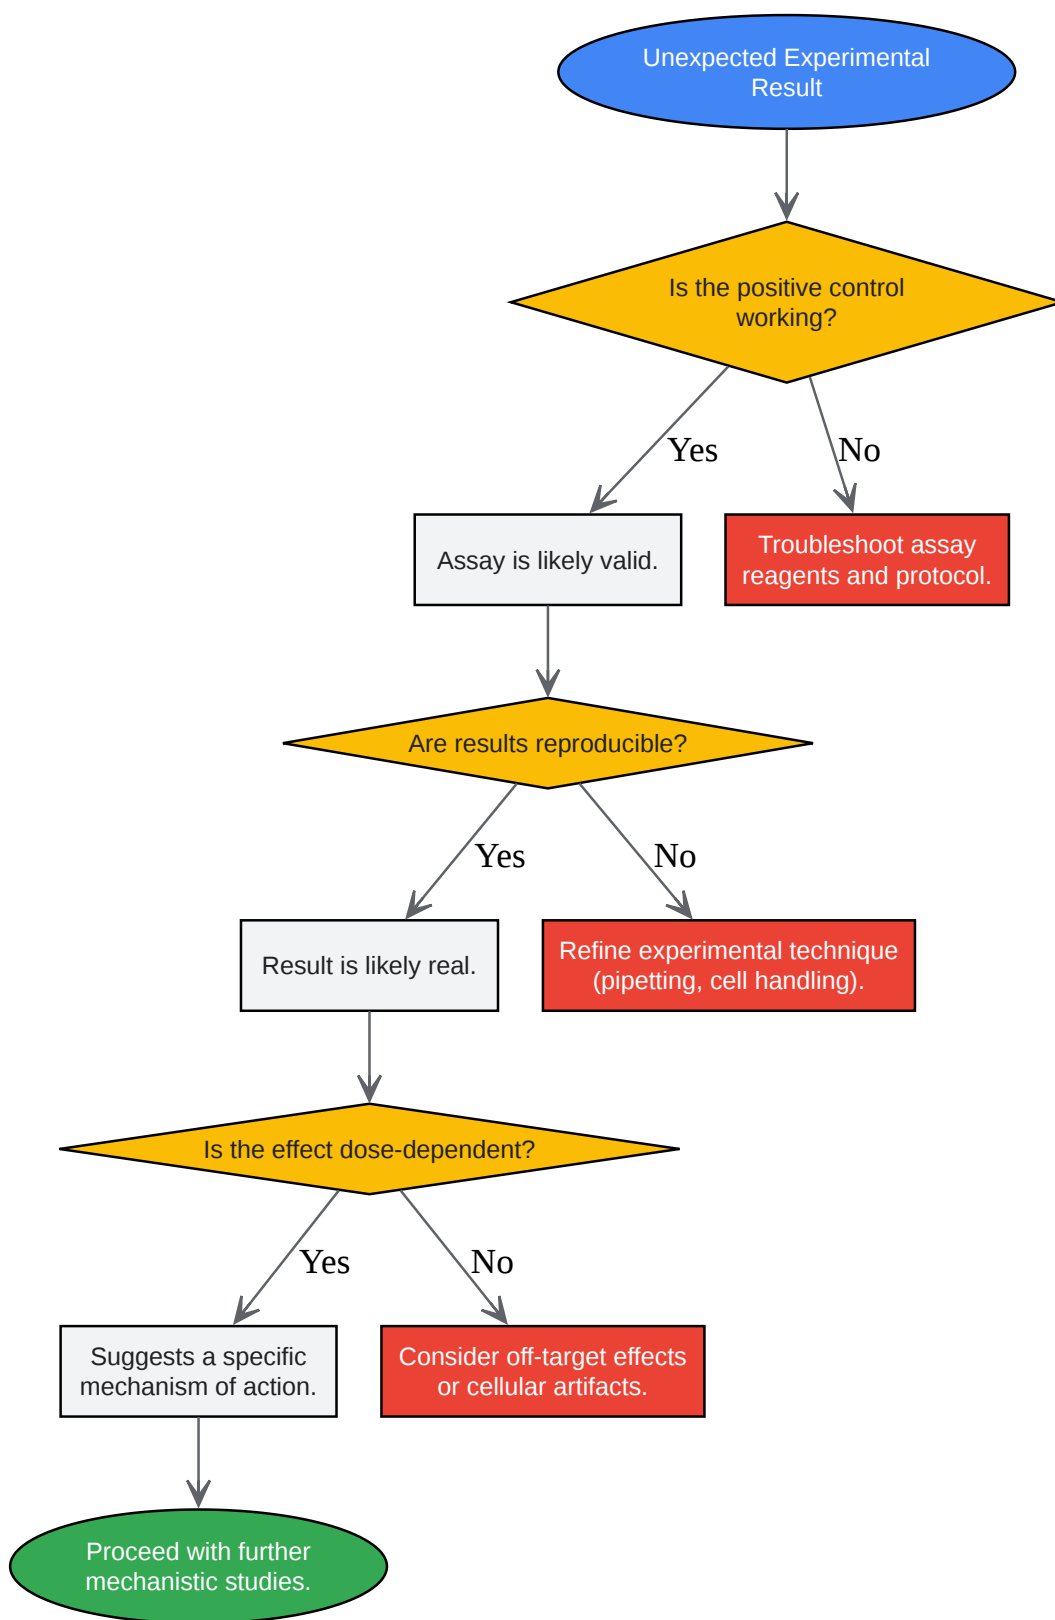 Unexpected Experimental
Result
Is the positive control
working?
Yes
No
Assay is likely valid.
Troubleshoot assay
reagents and protocol.
Are results reproducible?
Yes
No
Result is likely real.
Refine experimental technique
(pipetting, cell handling).
Is the effect dose-dependent?
Yes
No
Suggests a specific
mechanism of action.
Consider off-target effects
or cellular artifacts.
Proceed with further
mechanistic studies.